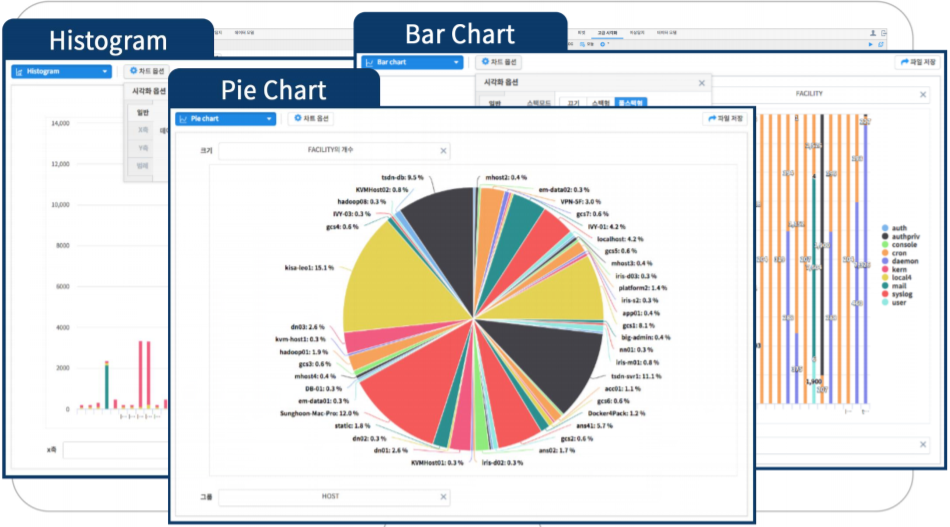 Histogram
Bar Chart
Pie Chart
고급 시각화
Histogram
차트 옵션
시각화 옵션
일반
X축
Y축
범례
14,000
12,000
8000
6000
4000
2000
0
x축
Bar chart
차트 옵션
파일 저장
시각화 옵션
일반
스택모드
끄기
스택형
풀스택형
FACILITY
auth
authpriv
console
cron
daemon
kern
local4
mail
syslog
user
Pie chart
차트 옵션
파일 저장
크기
FACILITY의 개수
tsdn-db: 9.5 %
KVMHost02: 0.8 %
hadoop08: 0.3 %
IVY-03: 0.3 %
gcs4: 0.6 %
kisa-leo1: 15.1 %
dn03: 2.6 %
kvm-host1: 0.3 %
hadoop01: 1.9 %
gcs3: 0.6 %
mhost4: 0.4 %
DB-01: 0.3 %
em-data01: 0.3 %
Sunghoon-Mac-Pro: 12.0 %
static: 1.8 %
dn02: 0.3 %
dn01: 2.6 %
KVMHost01: 0.3 %
mhost2: 0.4 %
em-data02: 0.3 %
VPN-SF: 3.0 %
gcs7: 0.6 %
IVY-01: 4.2 %
localhost: 4.2 %
gcs5: 0.6 %
mhost3: 0.4 %
iris-d03: 0.3 %
platform2: 1.4 %
iris-s2: 0.3 %
app01: 0.4 %
gcs1: 8.1 %
big-admin: 0.4 %
nn01: 0.3 %
iris-m01: 0.8 %
tsdn-svr1: 11.1 %
acc01: 1.1 %
gcs6: 0.6 %
Docker4Pack: 1.2 %
ans41: 5.7 %
gcs2: 0.6 %
ans02: 1.7 %
iris-d02: 0.3 %
그룹
HOST